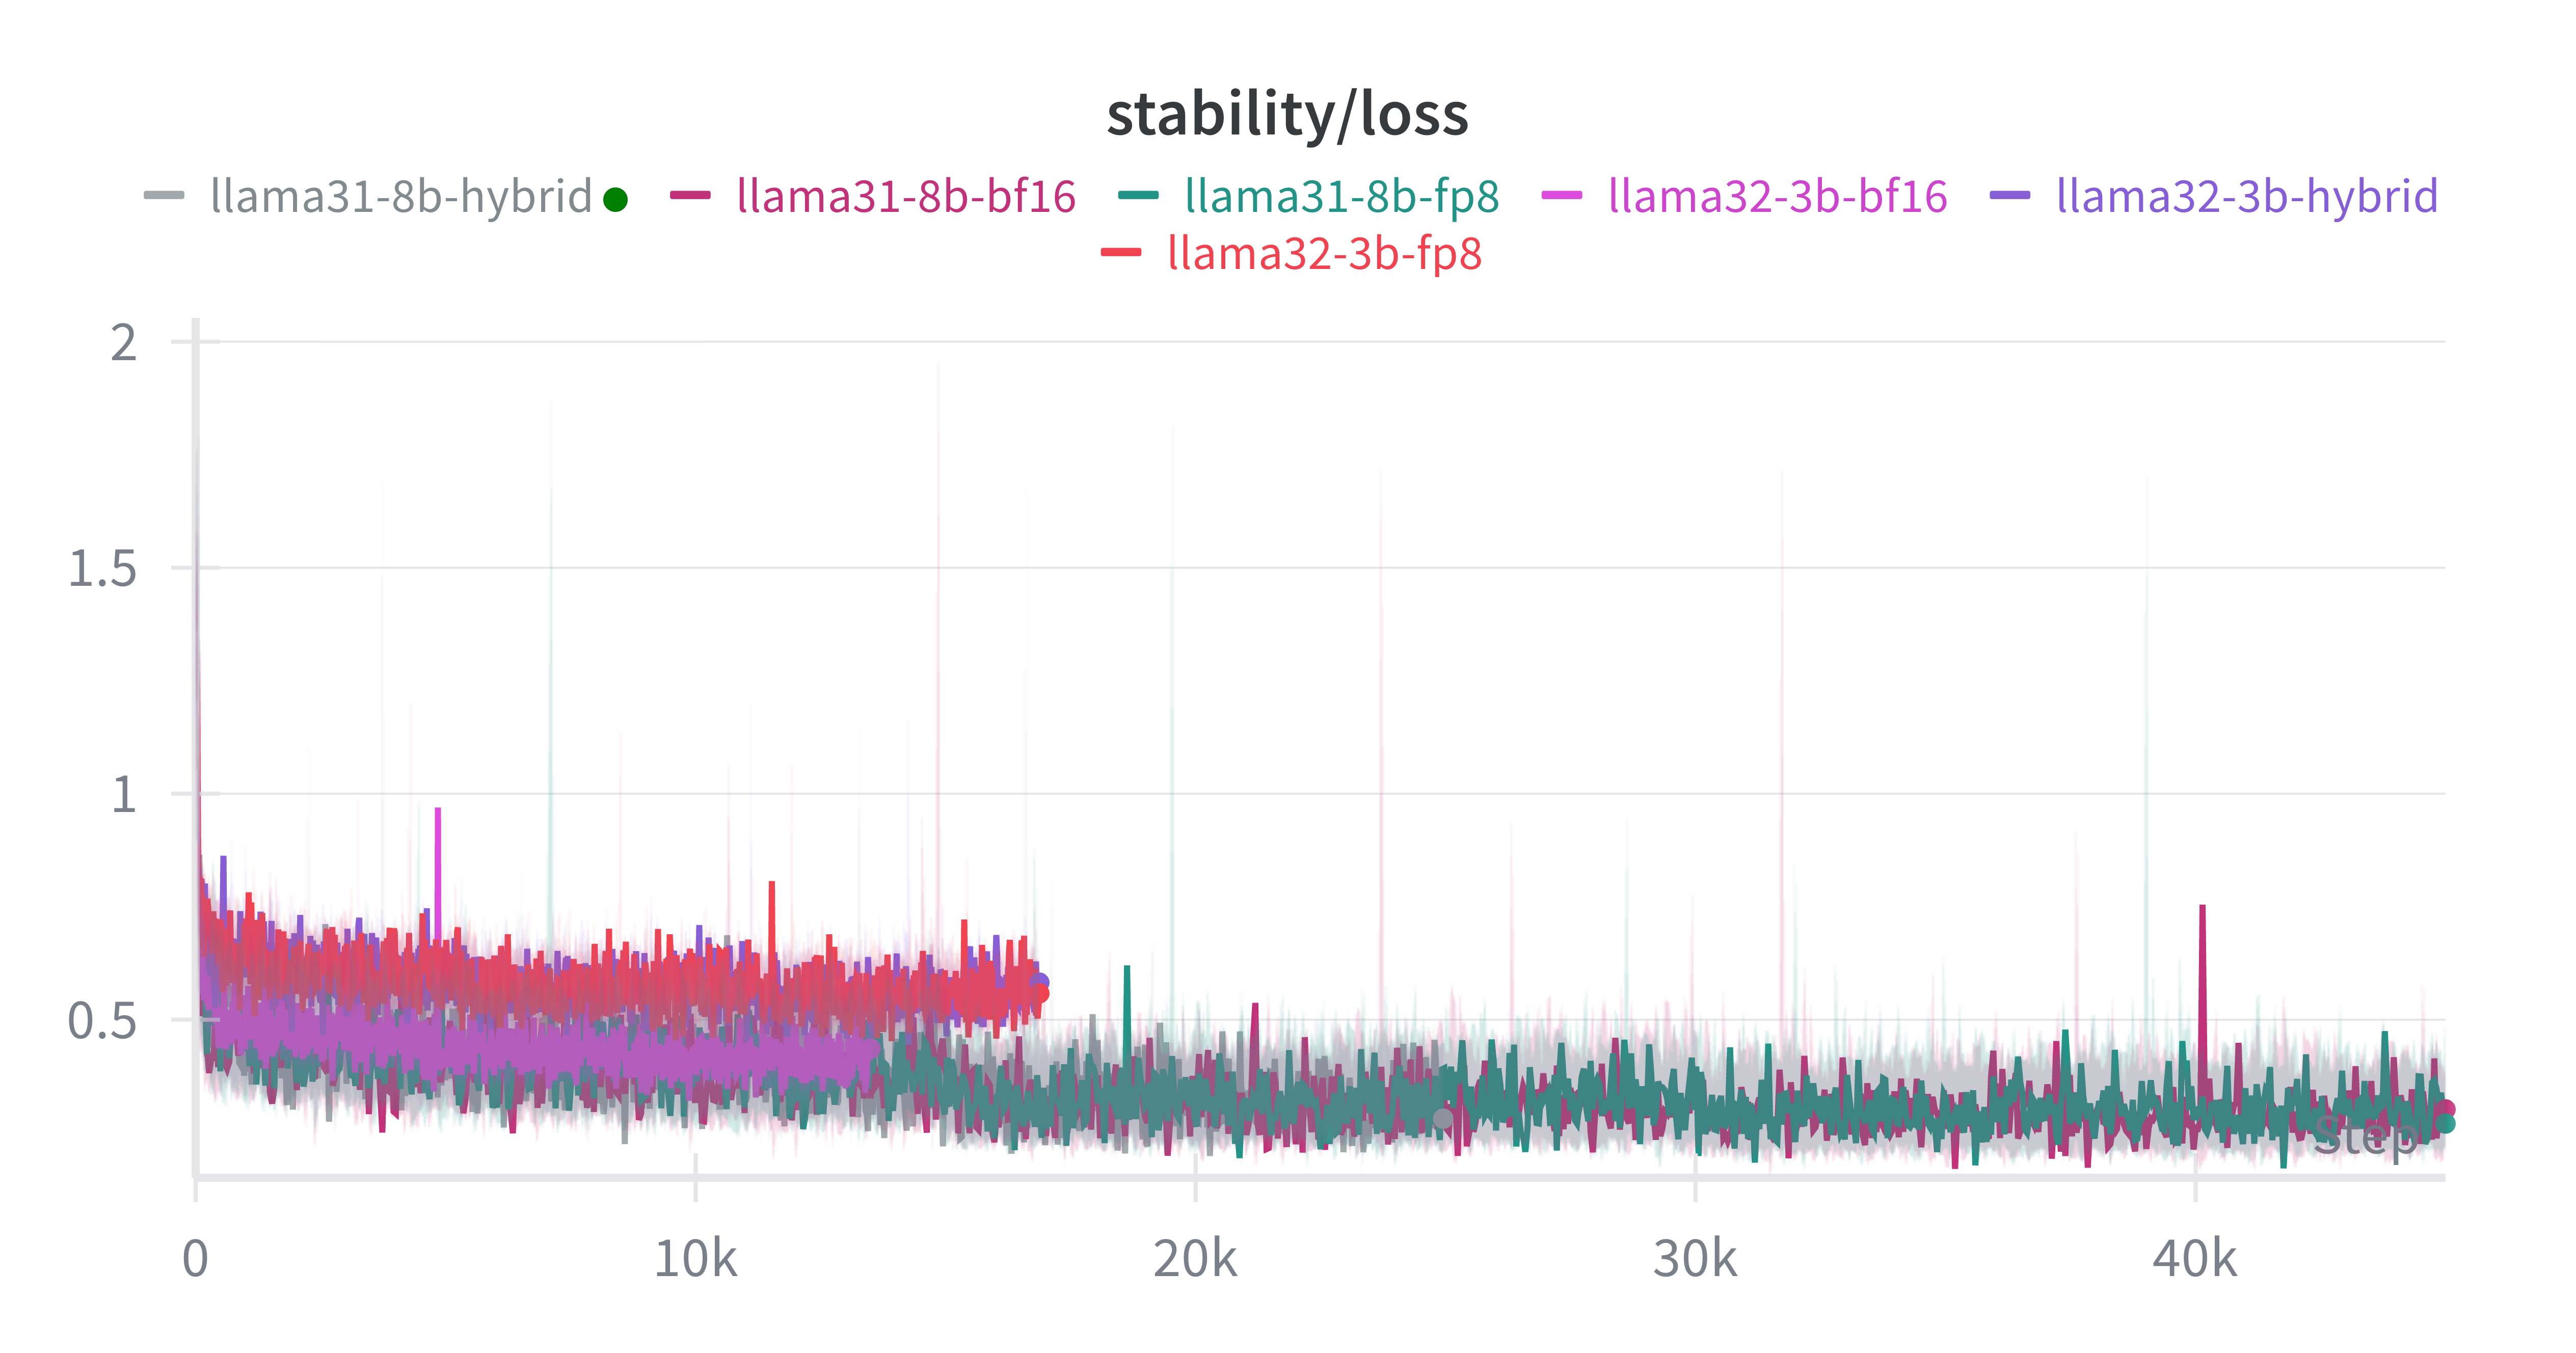 stability/loss
llama31-8b-hybrid llama31-8b-bf16 llama31-8b-fp8 llama32-3b-bf16 llama32-3b-hybrid
llama32-3b-fp8
2
1.5
1
0.5
Step
0 10k 20k 30k 40k